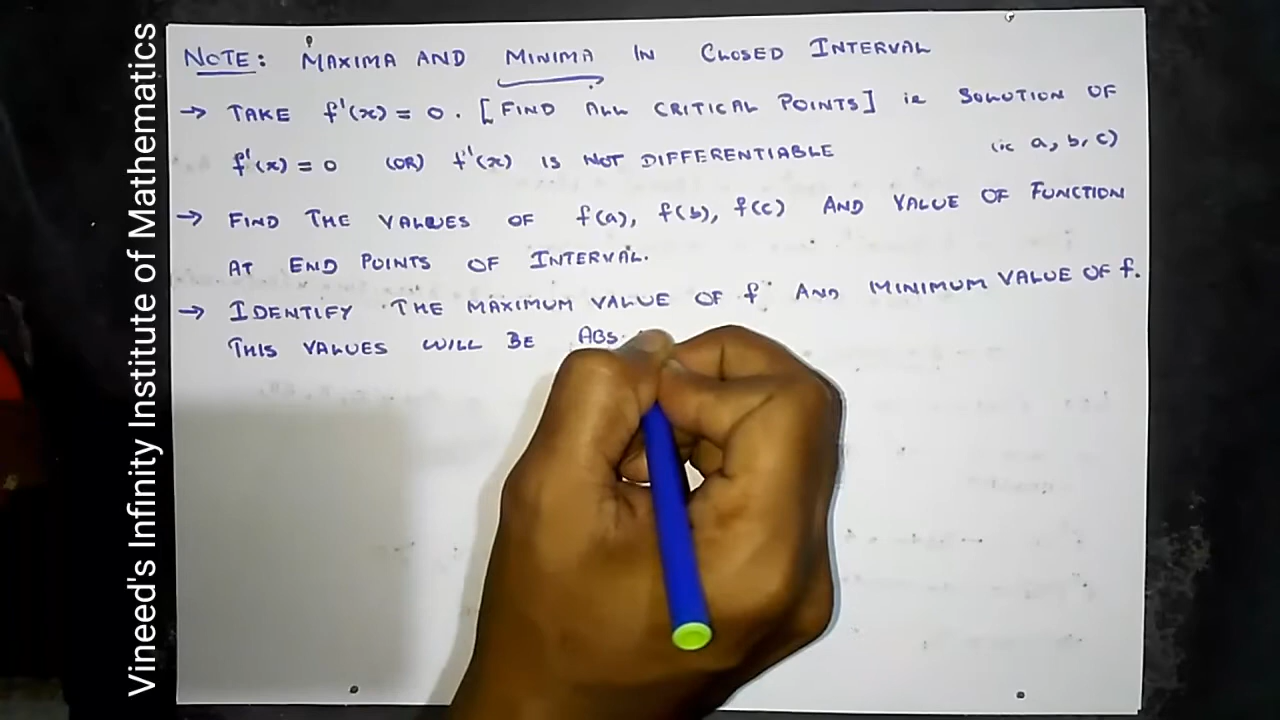 Vineed's Infinity Institute of Mathematics
NOTE: MAXIMA AND MINIMA IN CLOSED INTERVAL
→ TAKE f'(x) = 0. [FIND ALL CRITICAL POINTS] ie SOLUTION OF
f'(x) = 0 (OR) f'(x) IS NOT DIFFERENTIABLE (ie a, b, c)
→ FIND THE VALUES OF f(a), f(b), f(c) AND VALUE OF FUNCTION
AT END POINTS OF INTERVAL.
→ IDENTIFY THE MAXIMUM VALUE OF f AND MINIMUM VALUE OF f.
THIS VALUES WILL BE ABS